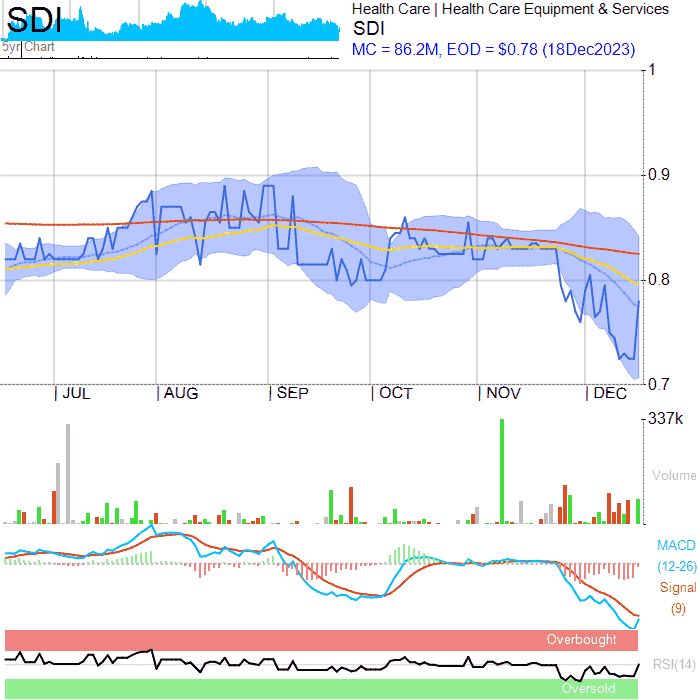 SDI
5yr Chart
Health Care | Health Care Equipment & Services
SDI
MC = 86.2M, EOD = $0.78 (18Dec2023)
1
0.9
0.8
0.7
JUL AUG SEP OCT NOV DEC
337k
Volume
MACD
(12-26)
Signal
(9)
Overbought
RSI(14)
Oversold